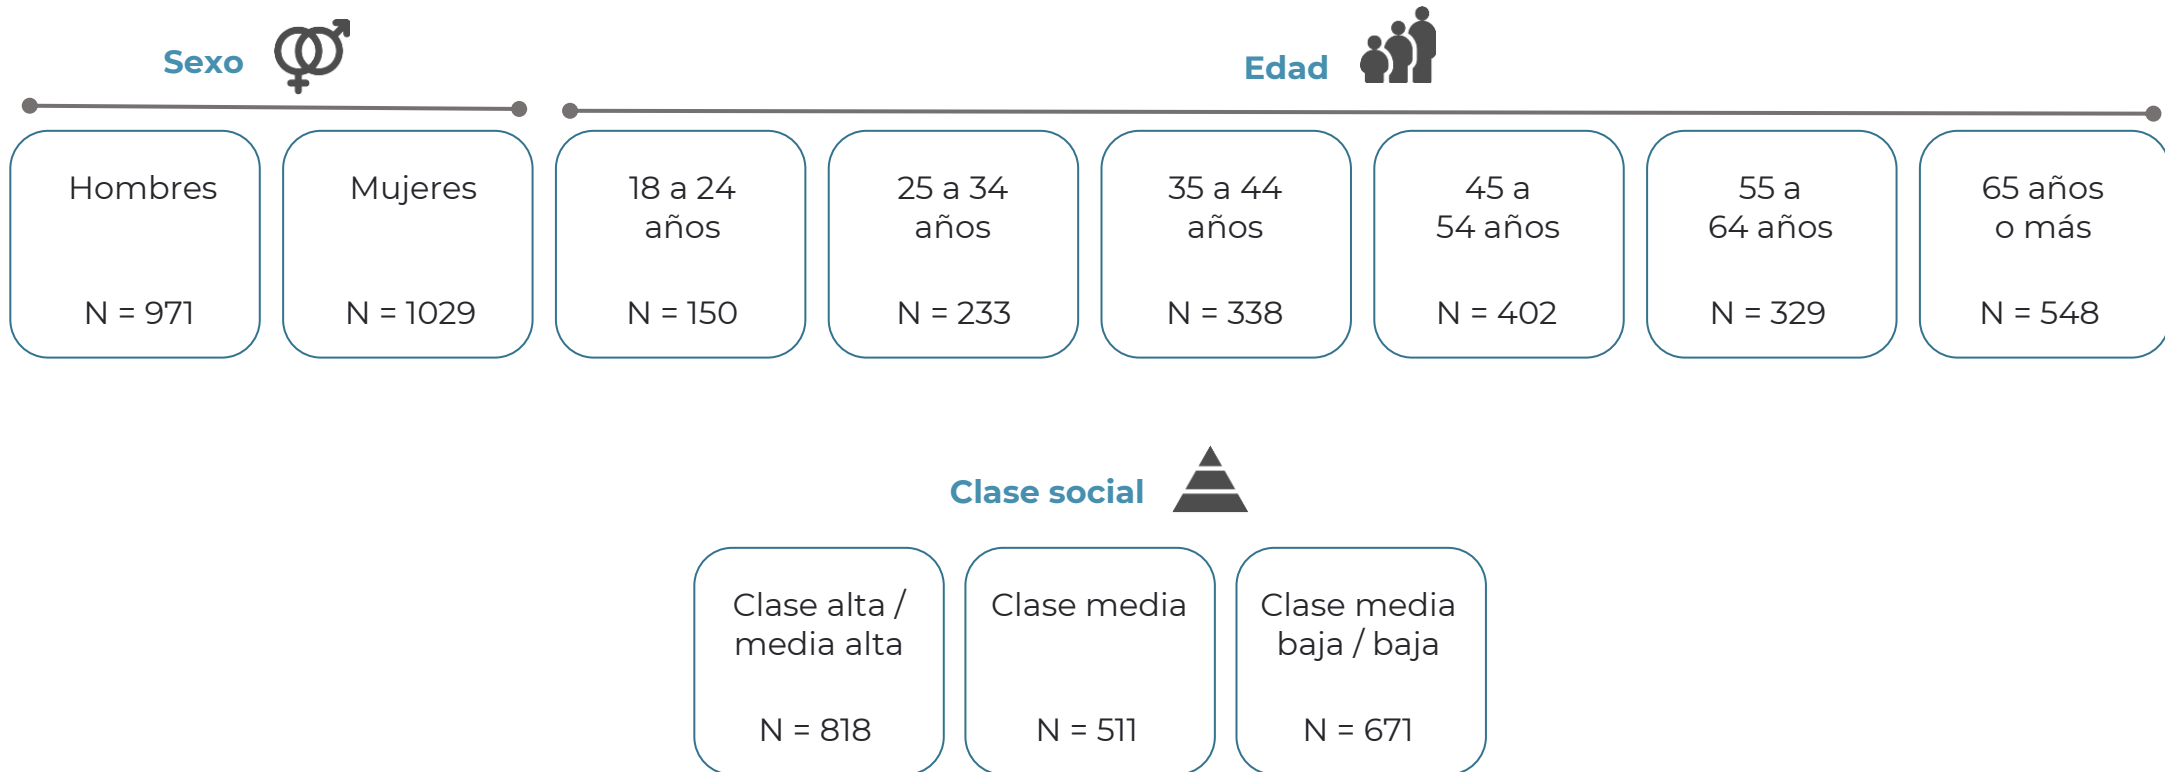 Sexo
Edad
Hombres
N = 971
Mujeres
N = 1029
18 a 24
años
N = 150
25 a 34
años
N = 233
35 a 44
años
N = 338
45 a
54 años
N = 402
55 a
64 años
N = 329
65 años
o más
N = 548
Clase social
Clase alta /
media alta
N = 818
Clase media
N = 511
Clase media
baja / baja
N = 671